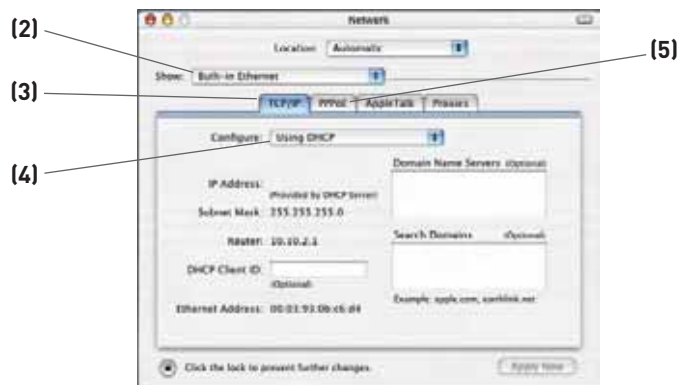 Network
(2)
Location: Automatic
(5)
Show: Built-in Ethernet
(3)
TCP/IP PPPoE AppleTalk Proxies
Configure: Using DHCP
(4)
Domain Name Servers (Optional)
IP Address:
(Provided by DHCP Server)
Subnet Mask: 255.255.255.0
Router: 10.10.2.1
Search Domains (Optional)
DHCP Client ID:
(Optional)
Example: apple.com, earthlink.net
Ethernet Address: 00:03:93:0b:c6:d4
Click the lock to prevent further changes.
Apply Now